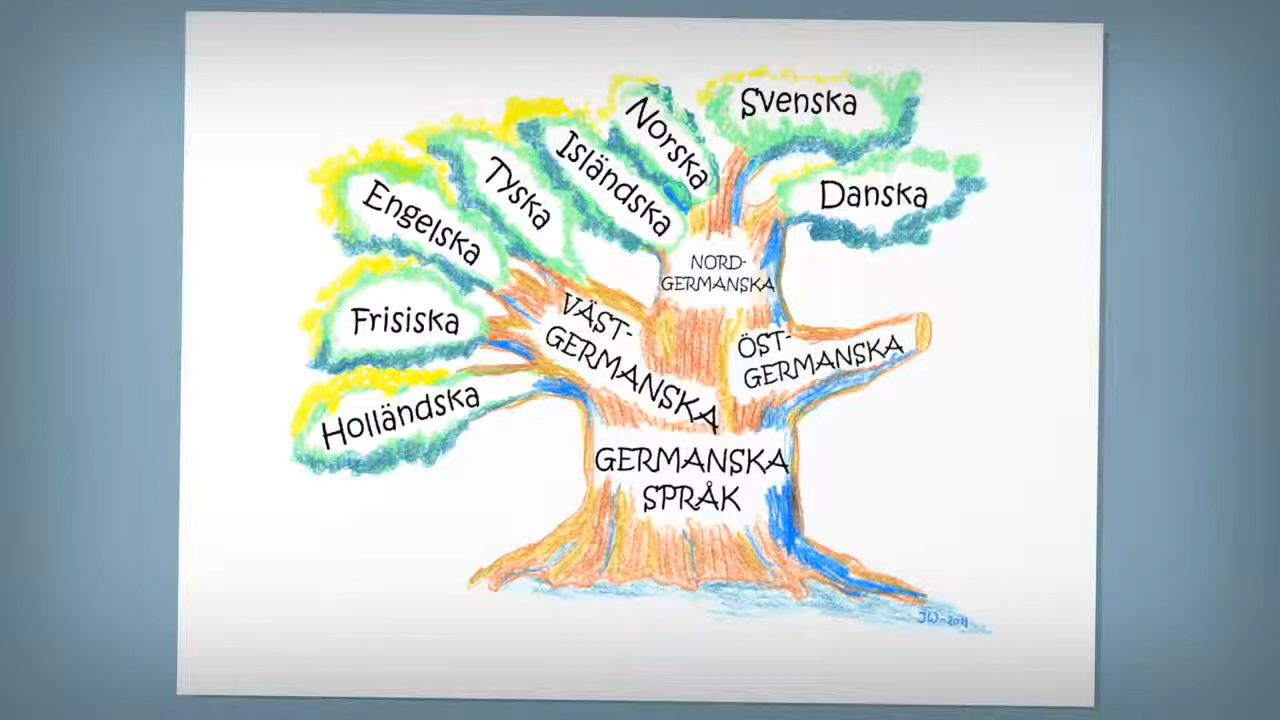 Svenska
Norska
Isländska
Tyska
Danska
Engelska
Frisiska
Holländska
NORD-
GERMANSKA
VÄST-
GERMANSKA
ÖST-
GERMANSKA
GERMANSKA
SPRÅK
JW-2011